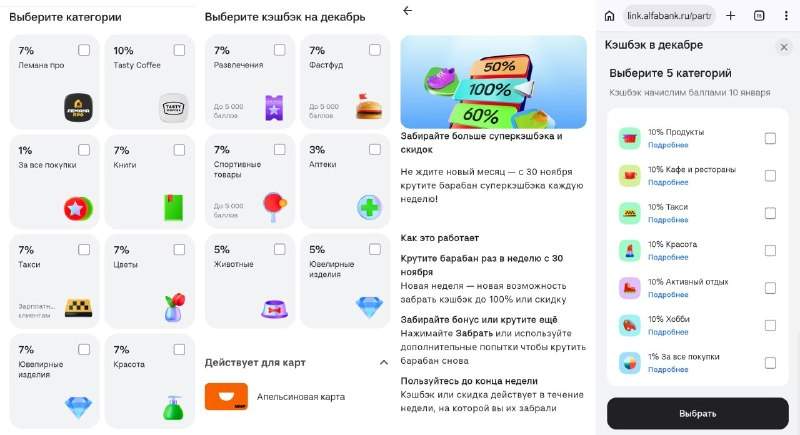 Выберите категории
7%
Лемана про
ЛЕМАНА
ПРО
10%
Tasty Coffee
TASTY
COFFEE
1%
За все покупки
7%
Книги
7%
Такси
Зарплатн...
клиентам
7%
Цветы
7%
Ювелирные
изделия
7%
Красота
Выберите кэшбэк на декабрь
7%
Развлечения
До 5 000
баллов
7%
Фастфуд
До 5 000
баллов
7%
Спортивные
товары
До 5 000
баллов
3%
Аптеки
5%
Животные
5%
Ювелирные
изделия
Действует для карт
Апельсиновая карта
50%
100%
60%
Забирайте больше суперкэшбэка и
скидок
Не ждите новый месяц — с 30 ноября
крутите барабан суперкэшбэка каждую
неделю!
Как это работает
Крутите барабан раз в неделю с 30
ноября
Новая неделя — новая возможность
забрать кэшбэк до 100% или скидку
Забирайте бонус или крутите ещё
Нажимайте Забрать или используйте
дополнительные попытки чтобы крутить
барабан снова
Пользуйтесь до конца недели
Кэшбэк или скидка действует в течение
недели, на которой вы их забрали
link.alfabank.ru/partr
Кэшбэк в декабре
Выберите 5 категорий
Кэшбэк начислим баллами 10 января
10% Продукты
Подробнее
10% Кафе и рестораны
Подробнее
10% Такси
Подробнее
10% Красота
Подробнее
10% Активный отдых
Подробнее
10% Хобби
Подробнее
1% За все покупки
Подробнее
Выбрать